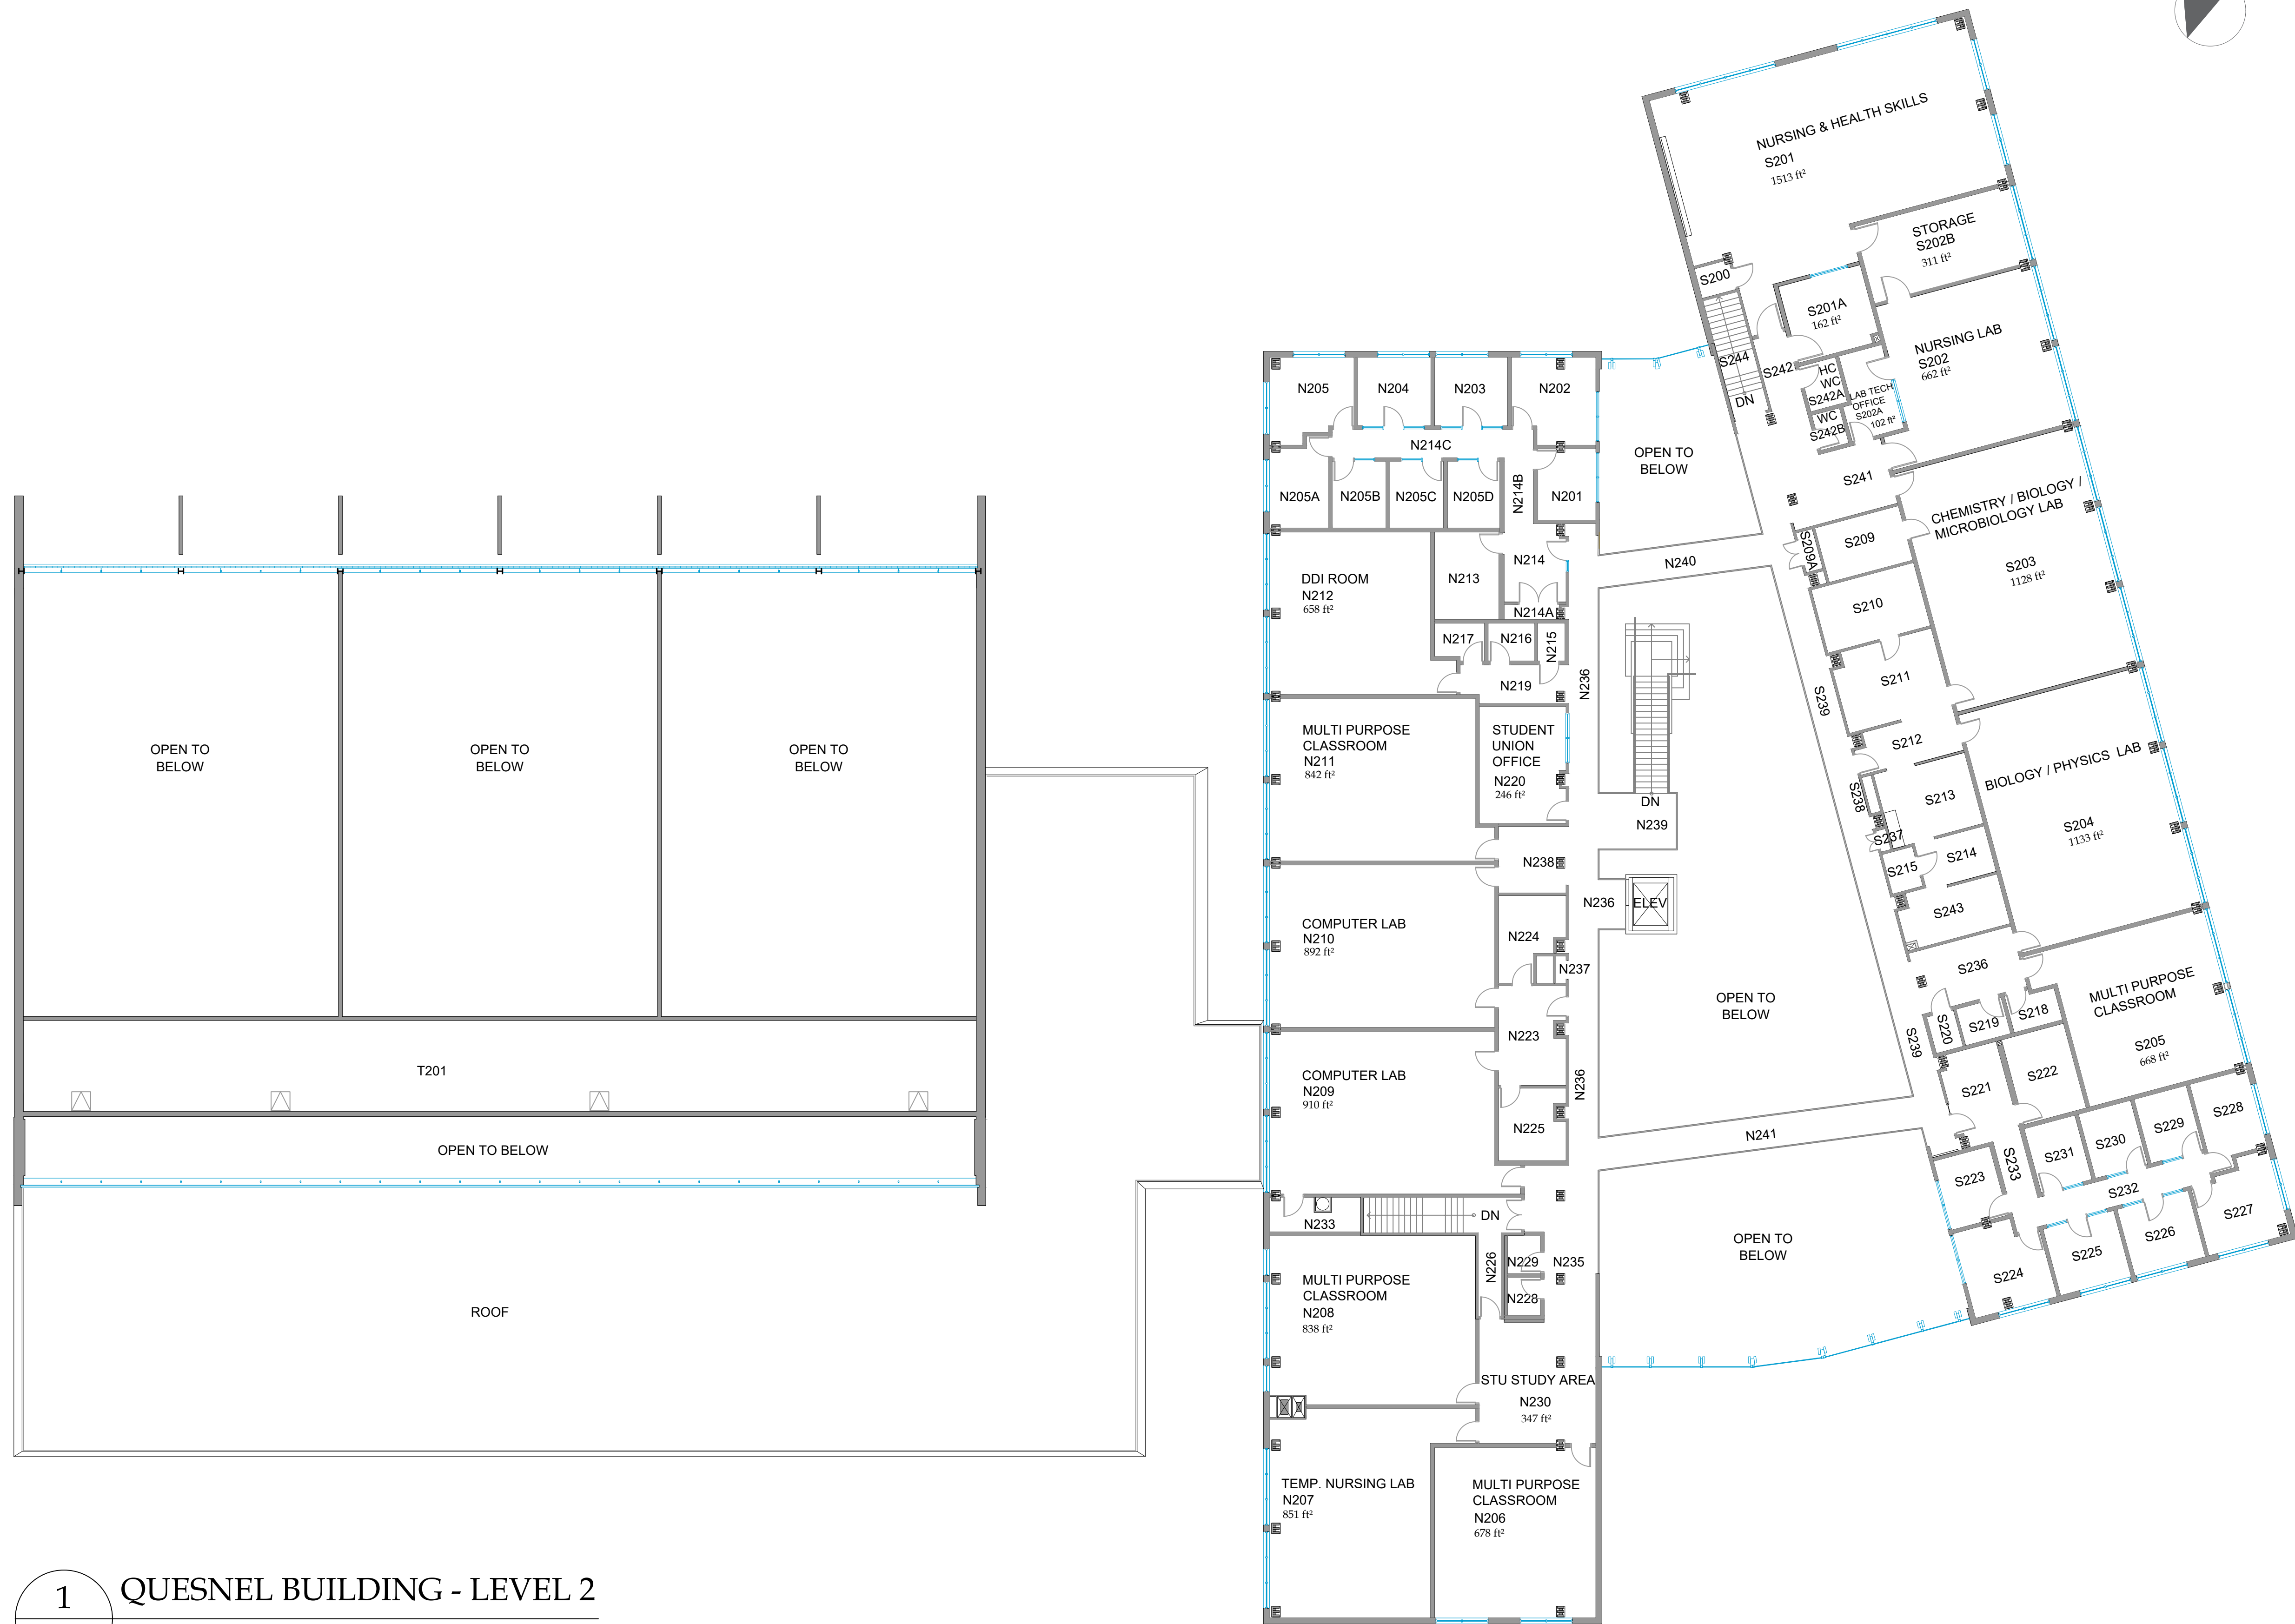 NURSING & HEALTH SKILLS
S201
1513 ft²
STORAGE
S202B
311 ft²
S200
S201A
162 ft²
NURSING LAB
S202
662 ft²
S244
DN
S242
HC
WC
S242A
WC
S242B
LAB TECH
OFFICE
S202A
102 ft²
S241
CHEMISTRY / BIOLOGY /
MICROBIOLOGY LAB
S203
1128 ft²
S209
S209A
S210
S211
S239
S212
BIOLOGY / PHYSICS LAB
S204
1133 ft²
S213
S238
S237
S214
S215
S243
S236
MULTI PURPOSE
CLASSROOM
S205
668 ft²
S218
S219
S220
S239
S221
S222
S228
S229
S230
S231
S233
S223
S232
S227
S226
S225
S224
N205
N204
N203
N202
N214C
N205A
N205B
N205C
N205D
N214B
N201
OPEN TO
BELOW
N240
DDI ROOM
N212
658 ft²
N213
N214
N214A
N217
N216
N215
N219
N236
MULTI PURPOSE
CLASSROOM
N211
842 ft²
STUDENT
UNION
OFFICE
N220
246 ft²
DN
N239
N238
N236
ELEV
COMPUTER LAB
N210
892 ft²
N224
N237
N223
OPEN TO
BELOW
COMPUTER LAB
N209
910 ft²
N236
N225
N241
N233
DN
N226
N229
N235
N228
OPEN TO
BELOW
MULTI PURPOSE
CLASSROOM
N208
838 ft²
STU STUDY AREA
N230
347 ft²
TEMP. NURSING LAB
N207
851 ft²
MULTI PURPOSE
CLASSROOM
N206
678 ft²
OPEN TO
BELOW
OPEN TO
BELOW
OPEN TO
BELOW
T201
OPEN TO BELOW
ROOF
1
QUESNEL BUILDING - LEVEL 2